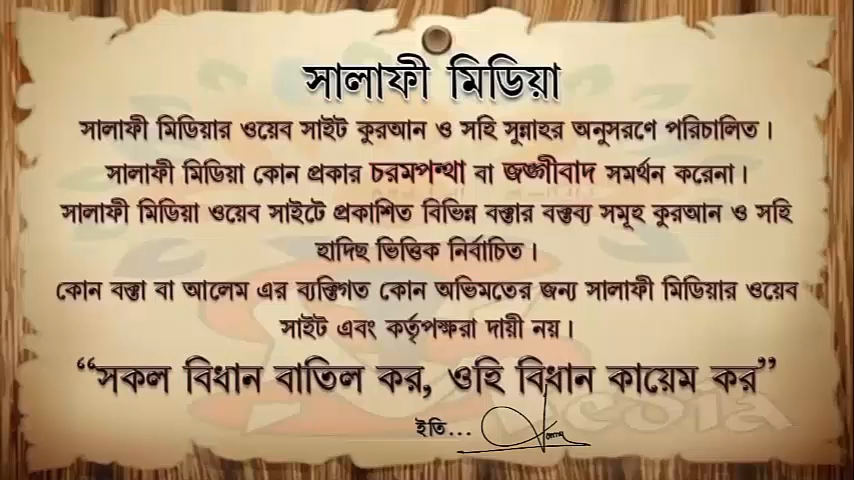 সালাফী মিডিয়া
সালাফী মিডিয়ার ওয়েব সাইট কুরআন ও সহি সুন্নাহর অনুসরণে পরিচালিত।
সালাফী মিডিয়া কোন প্রকার চরমপন্থা বা জঙ্গীবাদ সমর্থন করেনা।
সালাফী মিডিয়া ওয়েব সাইটে প্রকাশিত বিভিন্ন বক্তার বক্তব্য সমূহ কুরআন ও সহি
হাদিছ ভিত্তিক নির্বাচিত।
কোন বক্তা বা আলেম এর ব্যক্তিগত কোন অভিমতের জন্য সালাফী মিডিয়ার ওয়েব
সাইট এবং কর্তৃপক্ষরা দায়ী নয়।
“সকল বিধান বাতিল কর, ওহি বিধান কায়েম কর”
ইতি...